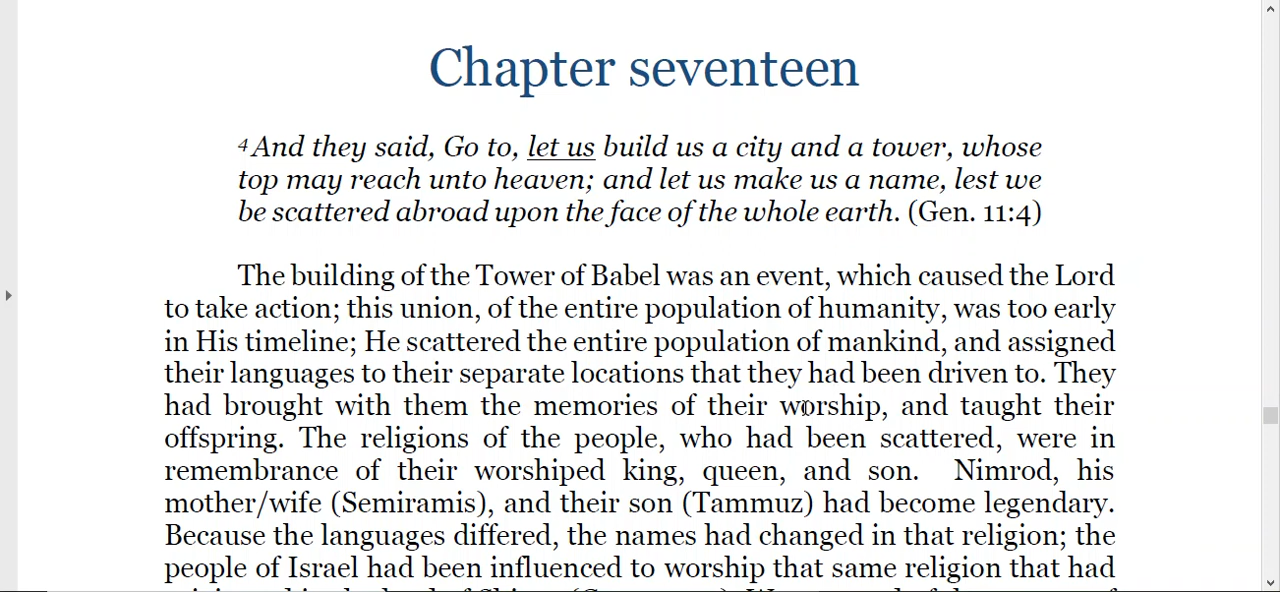 Chapter seventeen
4 And they said, Go to, let us build us a city and a tower, whose
top may reach unto heaven; and let us make us a name, lest we
be scattered abroad upon the face of the whole earth. (Gen. 11:4)
The building of the Tower of Babel was an event, which caused the Lord
to take action; this union, of the entire population of humanity, was too early
in His timeline; He scattered the entire population of mankind, and assigned
their languages to their separate locations that they had been driven to. They
had brought with them the memories of their worship, and taught their
offspring. The religions of the people, who had been scattered, were in
remembrance of their worshiped king, queen, and son. Nimrod, his
mother/wife (Semiramis), and their son (Tammuz) had become legendary.
Because the languages differed, the names had changed in that religion; the
people of Israel had been influenced to worship that same religion that had